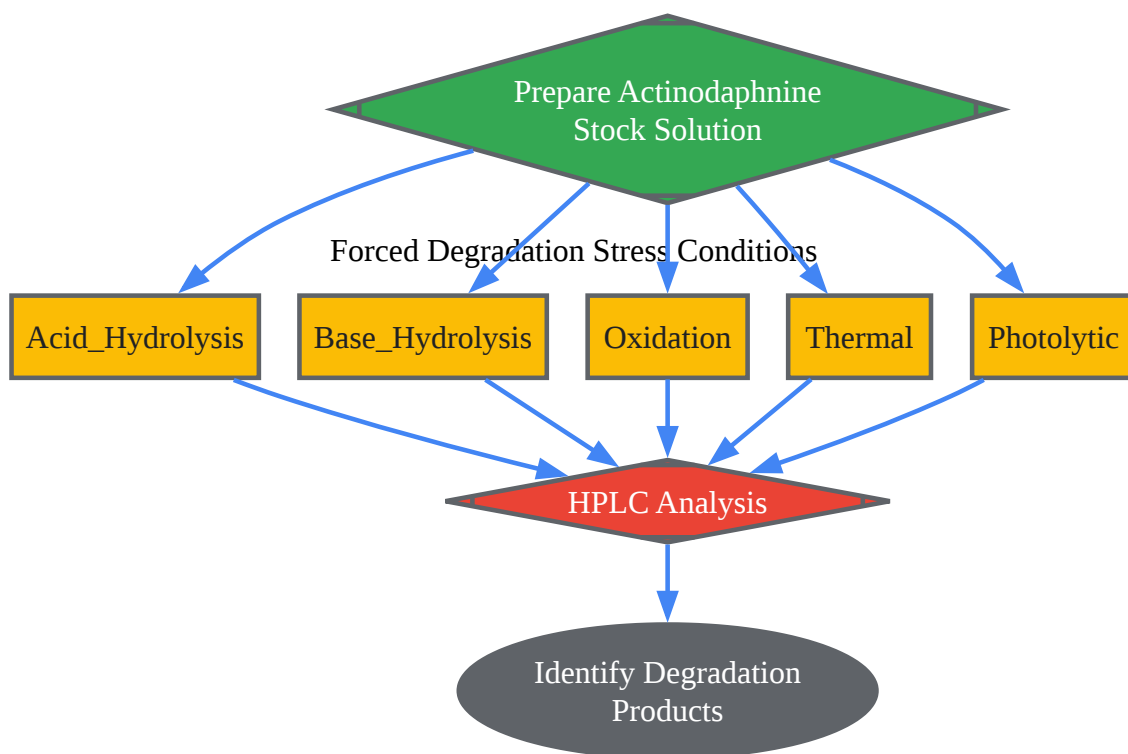 Prepare Actinodaphnine
Stock Solution
Forced Degradation Stress Conditions
Acid_Hydrolysis
Base_Hydrolysis
Oxidation
Thermal
Photolytic
HPLC Analysis
Identify Degradation
Products